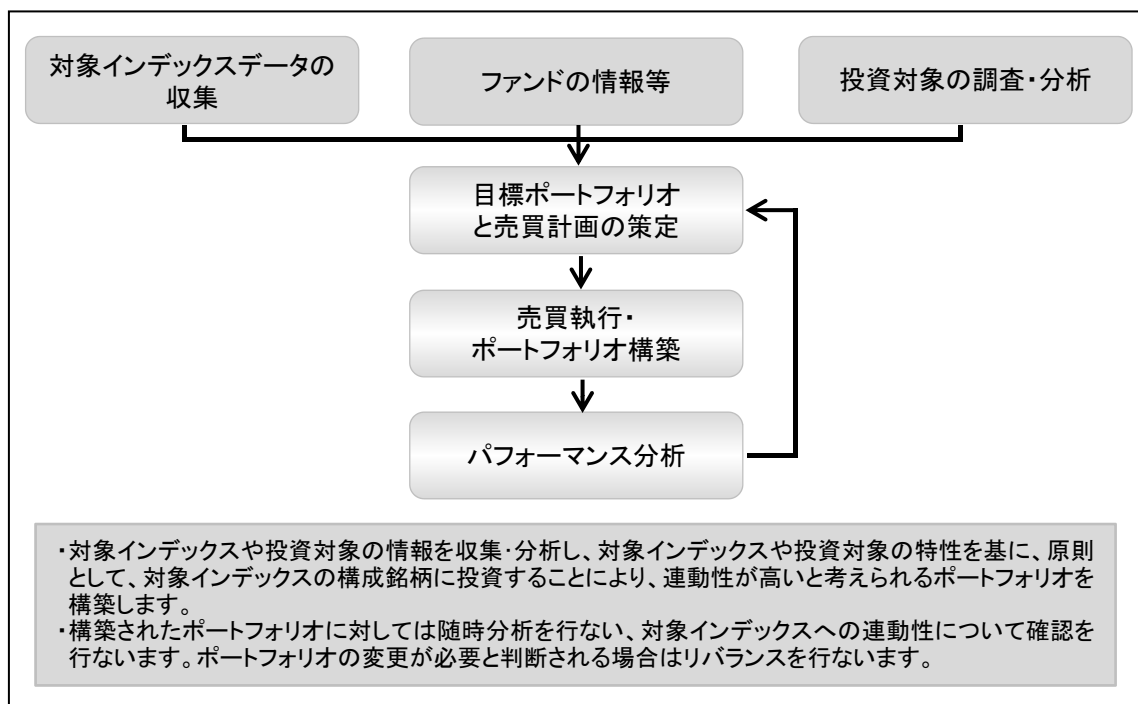 対象インデックスデータの
収集
ファンドの情報等
投資対象の調査・分析
目標ポートフォリオ
と売買計画の策定
売買執行・
ポートフォリオ構築
パフォーマンス分析
・対象インデックスや投資対象の情報を収集・分析し、対象インデックスや投資対象の特性を基に、原則
として、対象インデックスの構成銘柄に投資することにより、連動性が高いと考えられるポートフォリオを
構築します。
・構築されたポートフォリオに対しては随時分析を行ない、対象インデックスへの連動性について確認を
行ないます。ポートフォリオの変更が必要と判断される場合はリバランスを行ないます。